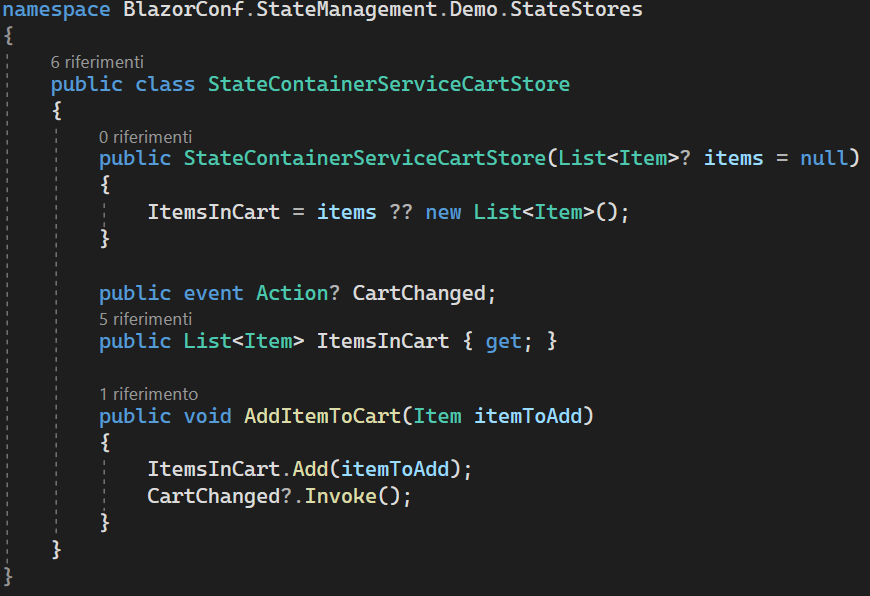 namespace BlazorConf.StateManagement.Demo.StateStores
{
6 riferimenti
public class StateContainerServiceCartStore
{
0 riferimenti
public StateContainerServiceCartStore(List<Item>? items = null)
{
ItemsInCart = items ?? new List<Item>();
}
public event Action? CartChanged;
5 riferimenti
public List<Item> ItemsInCart { get; }
1 riferimento
public void AddItemToCart(Item itemToAdd)
{
ItemsInCart.Add(itemToAdd);
CartChanged?.Invoke();
}
}
}